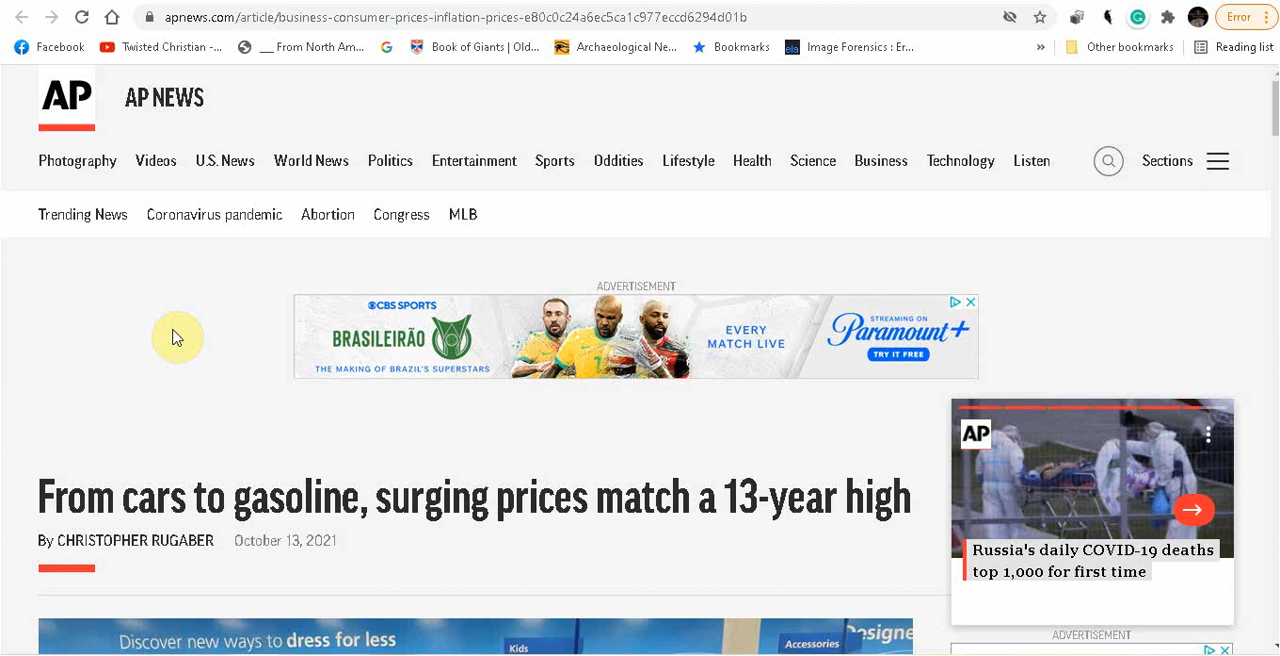 apnews.com/article/business-consumer-prices-inflation-prices-e80c0c24a6ec5ca1c977eccd6294d01b
Error
Facebook
Twisted Christian -...
__ From North Am...
Book of Giants | Old...
Archaeological Ne...
Bookmarks
ela
Image Forensics : Er...
»
Other bookmarks
Reading list
AP
AP NEWS
Photography Videos U.S. News World News Politics Entertainment Sports Oddities Lifestyle Health Science Business Technology Listen
Sections
Trending News Coronavirus pandemic Abortion Congress MLB
ADVERTISEMENT
CBS SPORTS
BRASILEIRÃO
THE MAKING OF BRAZIL'S SUPERSTARS
EVERY
MATCH LIVE
STREAMING ON
Paramount+
TRY IT FREE
AP
Russia's daily COVID-19 deaths
top 1,000 for first time
From cars to gasoline, surging prices match a 13-year high
By CHRISTOPHER RUGABER October 13, 2021
Discover new ways to dress for less
Kids
Accessories
Designe
ADVERTISEMENT